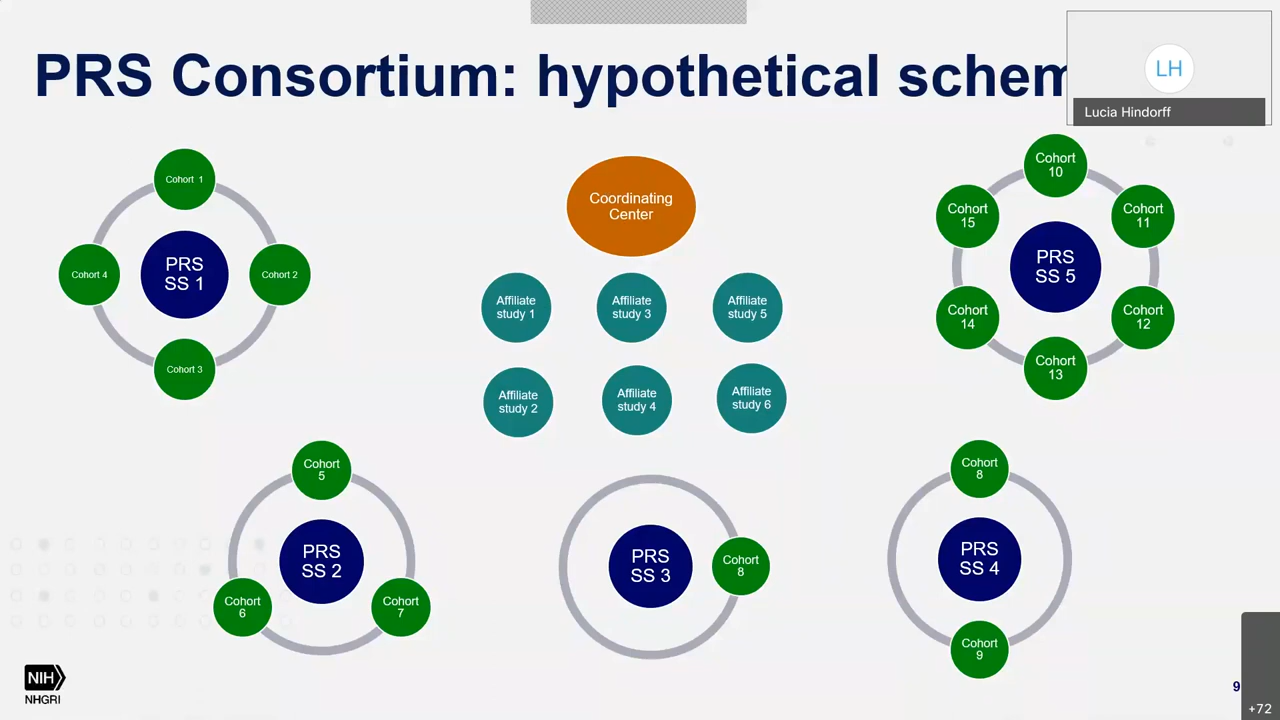 PRS Consortium: hypothetical schem
LH
Lucia Hindorff
Cohort 1
Cohort 4
PRS
SS 1
Cohort 2
Cohort 3
Coordinating
Center
Affiliate
study 1
Affiliate
study 3
Affiliate
study 5
Affiliate
study 2
Affiliate
study 4
Affiliate
study 6
Cohort
10
Cohort
15
Cohort
11
PRS
SS 5
Cohort
14
Cohort
12
Cohort
13
Cohort
5
PRS
SS 2
Cohort
6
Cohort
7
PRS
SS 3
Cohort
8
Cohort
8
PRS
SS 4
Cohort
9
NIH
NHGRI
9
+72